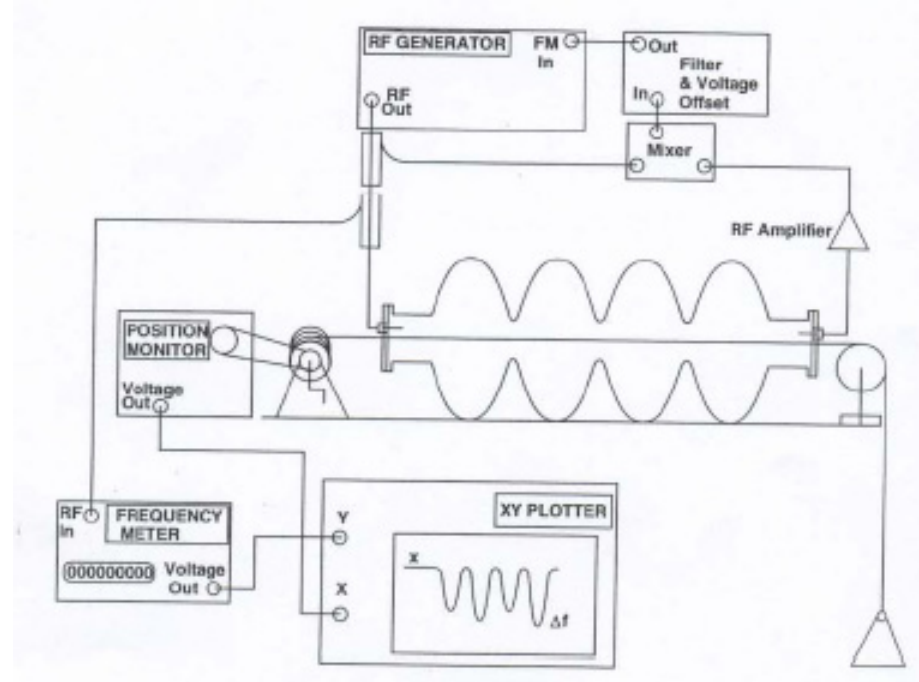 RF GENERATOR
FM
In
Out
Filter
& Voltage
Offset
In
RF
Out
Mixer
RF Amplifier
POSITION
MONITOR
Voltage
Out
RF
In
FREQUENCY
METER
000000000
Voltage
Out
XY PLOTTER
Y
X
x
Δf